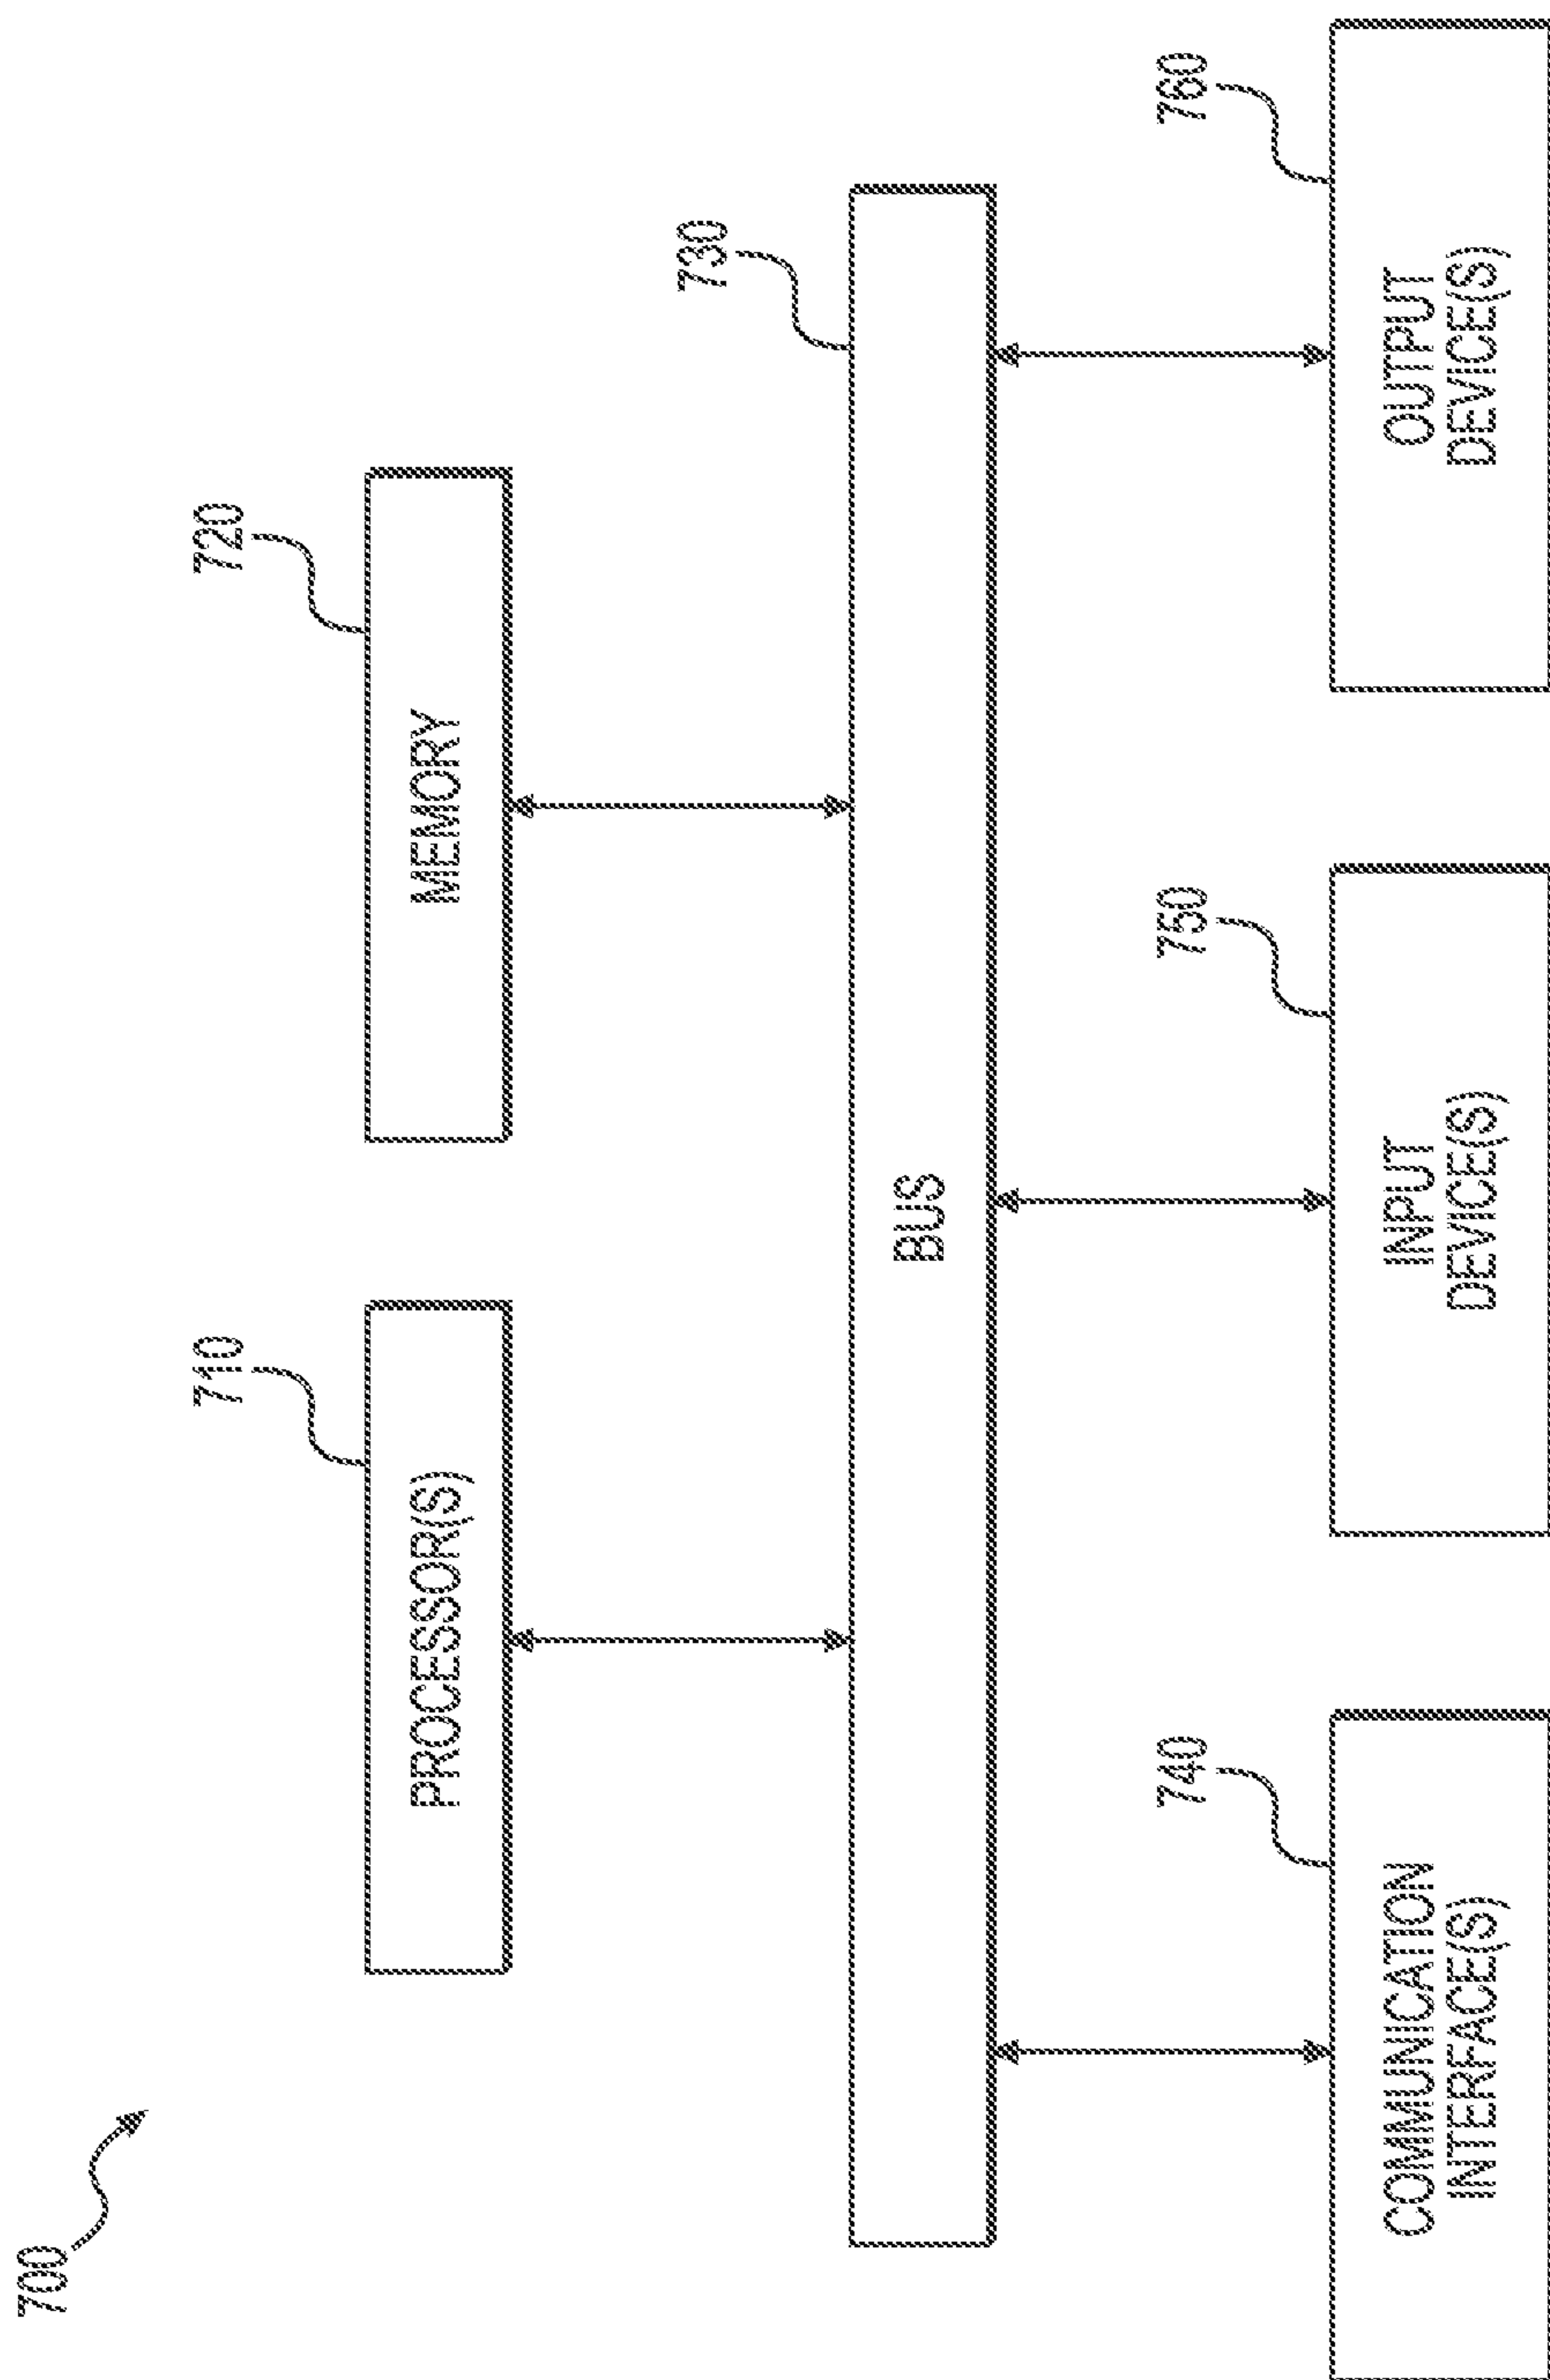 700
710
PROCESSOR(S)
720
MEMORY
730
BUS
740
COMMUNICATION
INTERFACE(S)
750
INPUT
DEVICE(S)
760
OUTPUT
DEVICE(S)